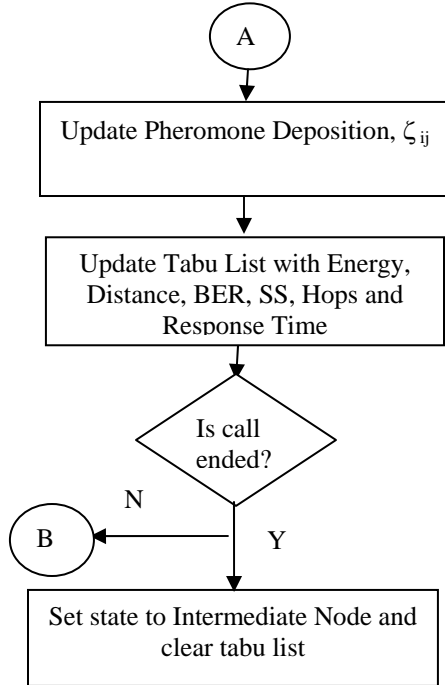 A
Update Pheromone Deposition, ζ ij
Update Tabu List with Energy,
Distance, BER, SS, Hops and
Response Time
Is call
ended?
N
B
Y
Set state to Intermediate Node and
clear tabu list